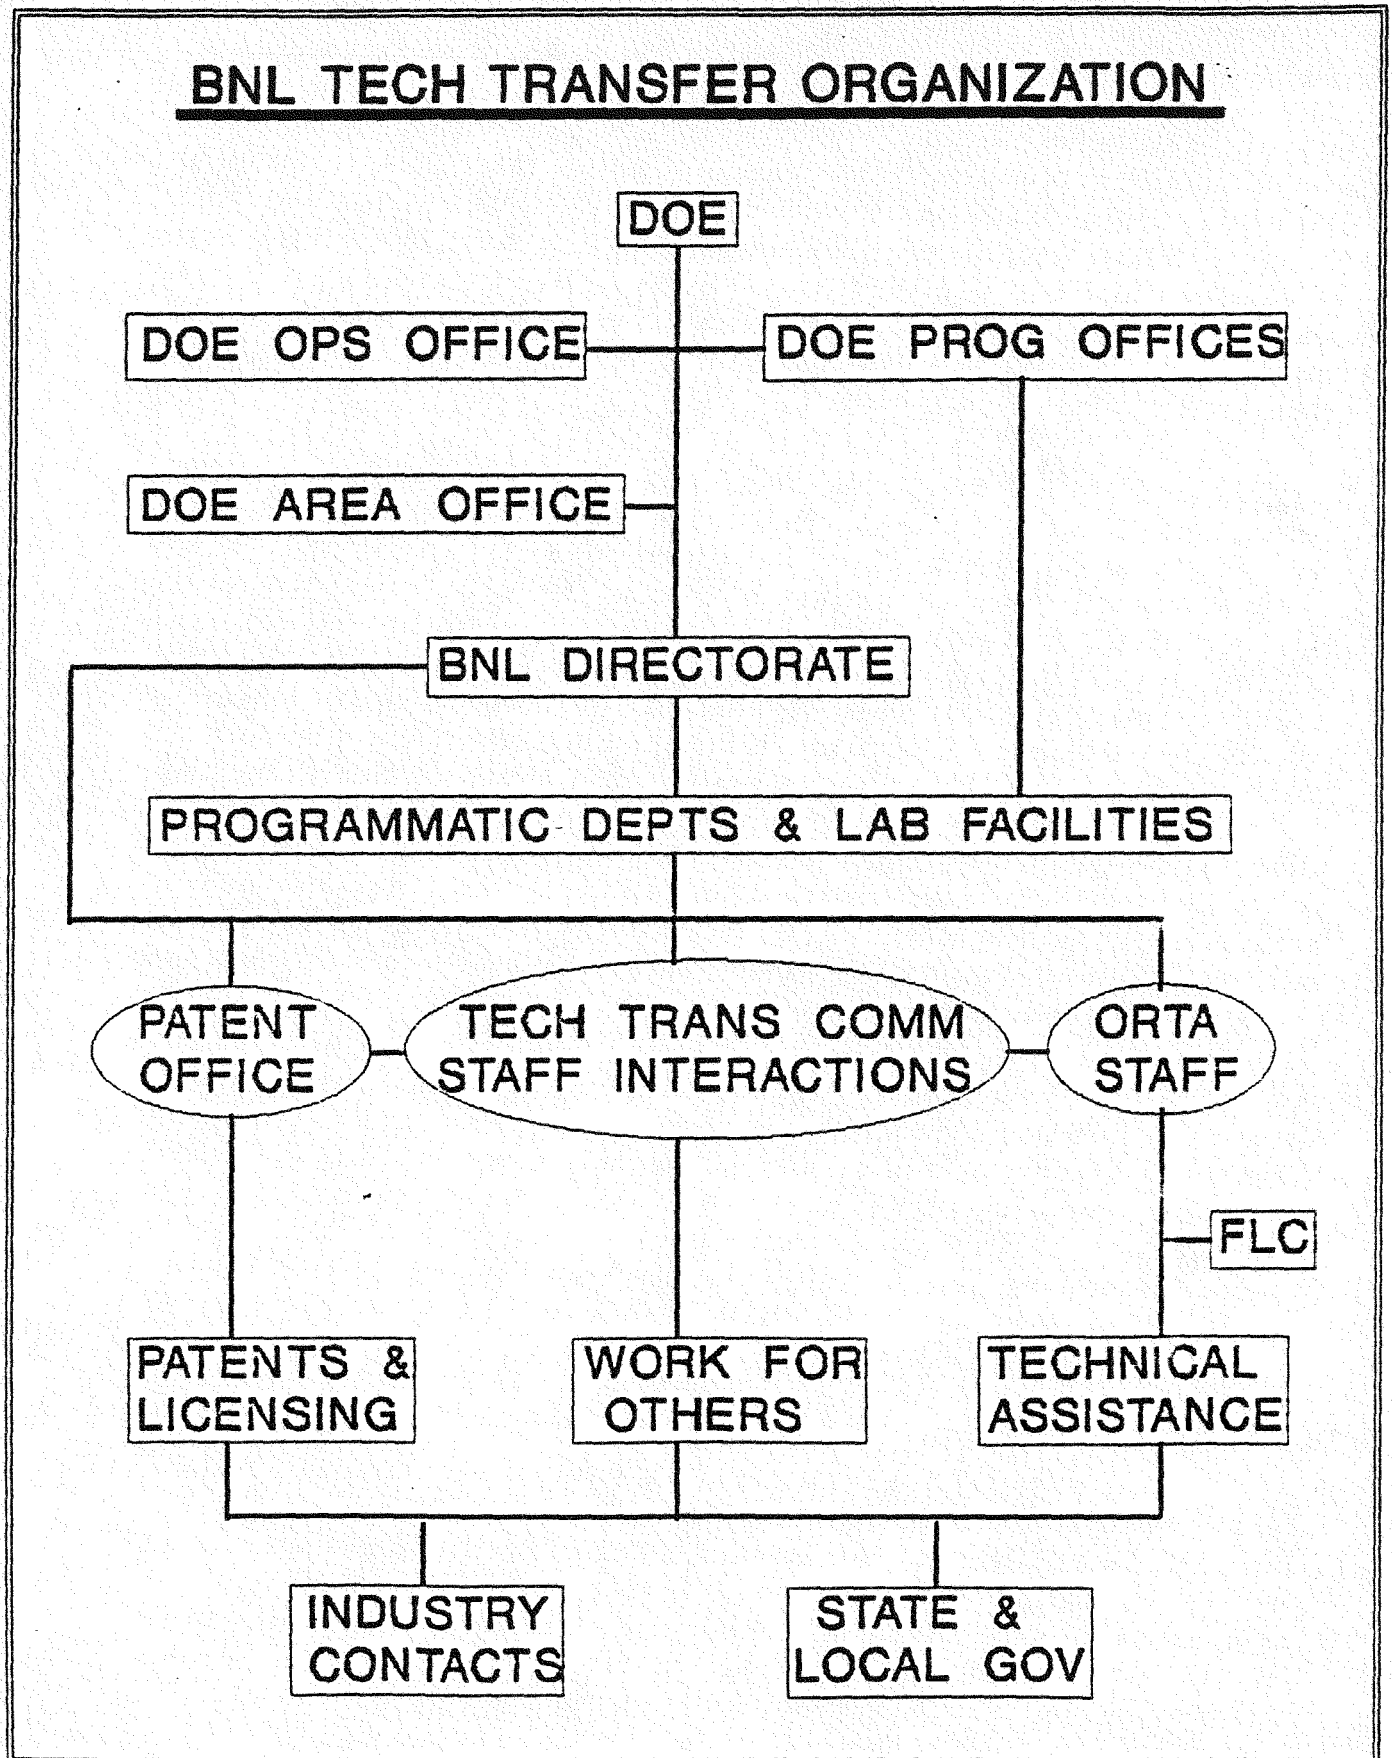 BNL TECH TRANSFER ORGANIZATION
DOE
DOE OPS OFFICE
DOE PROG OFFICES
DOE AREA OFFICE
BNL DIRECTORATE
PROGRAMMATIC DEPTS & LAB FACILITIES
PATENT
OFFICE
TECH TRANS COMM
STAFF INTERACTIONS
ORTA
STAFF
FLC
PATENTS &
LICENSING
WORK FOR
OTHERS
TECHNICAL
ASSISTANCE
INDUSTRY
CONTACTS
STATE &
LOCAL GOV